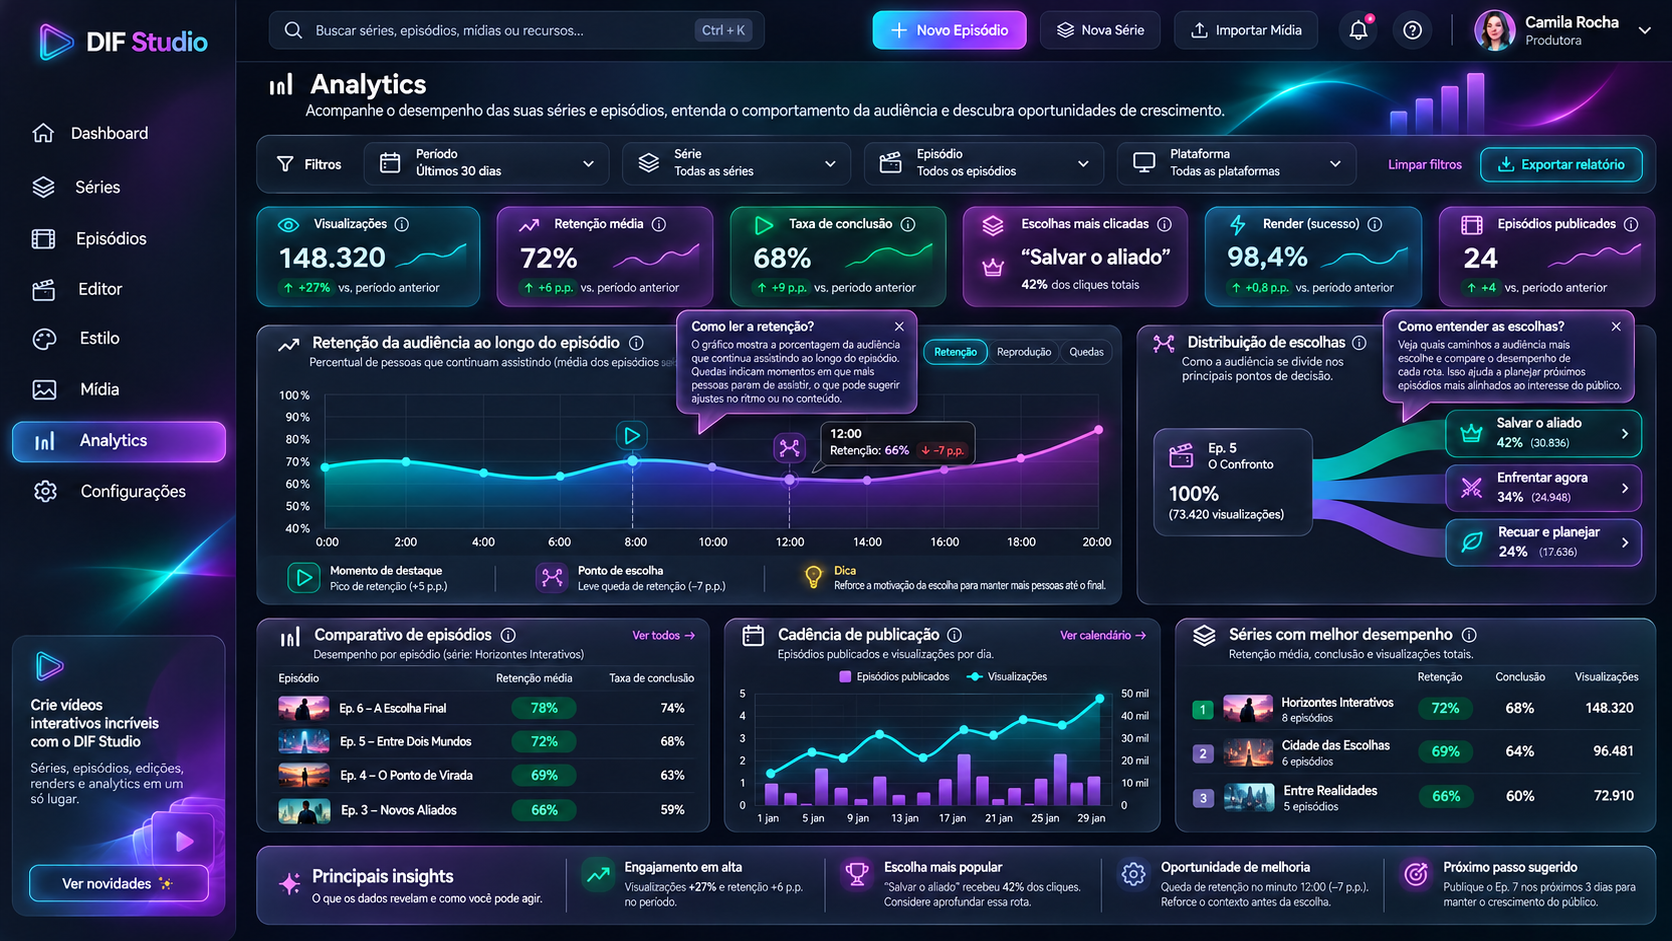 DIF Studio
Buscar séries, episódios, mídias ou recursos...
Ctrl + K
Novo Episódio
Nova Série
Importar Mídia
Camila Rocha
Produtora
Dashboard
Séries
Episódios
Editor
Estilo
Mídia
Analytics
Configurações
Crie vídeos
interativos incríveis
com o DIF Studio
Séries, episódios, edições,
renders e analytics em um
só lugar.
Ver novidades
Analytics
Acompanhe o desempenho das suas séries e episódios, entenda o comportamento da audiência e descubra oportunidades de crescimento.
Filtros
Período
Últimos 30 dias
Série
Todas as séries
Episódio
Todos os episódios
Plataforma
Todas as plataformas
Limpar filtros
Exportar relatório
Visualizações
148.320
↑ +27% vs. período anterior
Retenção média
72%
↑ +6 p.p. vs. período anterior
Taxa de conclusão
68%
↑ +9 p.p. vs. período anterior
Escolhas mais clicadas
“Salvar o aliado”
42% dos cliques totais
Render (sucesso)
98,4%
↑ +0,8 p.p. vs. período anterior
Episódios publicados
24
↑ +4 vs. período anterior
Retenção da audiência ao longo do episódio
Percentual de pessoas que continuam assistindo (média dos episódios
Como ler a retenção?
O gráfico mostra a porcentagem da audiência
que continua assistindo ao longo do episódio.
Quedas indicam momentos em que mais
pessoas param de assistir, o que pode sugerir
ajustes no ritmo ou no conteúdo.
Retenção
Reprodução
Quedas
100%
90%
80%
70%
60%
50%
40%
12:00
Retenção: 66% ↓ −7 p.p.
0:00 2:00 4:00 6:00 8:00 10:00 12:00 14:00 16:00 18:00 20:00
Momento de destaque
Pico de retenção (+5 p.p.)
Ponto de escolha
Leve queda de retenção (−7 p.p.)
Dica
Reforce a motivação da escolha para manter mais pessoas até o final.
Distribuição de escolhas
Como a audiência se divide nos
principais pontos de decisão.
Como entender as escolhas?
Veja quais caminhos a audiência mais
escolhe e compare o desempenho de
cada rota. Isso ajuda a planejar próximos
episódios mais alinhados ao interesse do público.
Ep. 5
O Confronto
100%
(73.420 visualizações)
Salvar o aliado
42% (30.836)
Enfrentar agora
34% (24.948)
Recuar e planejar
24% (17.636)
Comparativo de episódios
Ver todos →
Desempenho por episódio (série: Horizontes Interativos)
Episódio Retenção média Taxa de conclusão
Ep. 6 – A Escolha Final 78% 74%
Ep. 5 – Entre Dois Mundos 72% 68%
Ep. 4 – O Ponto de Virada 69% 63%
Ep. 3 – Novos Aliados 66% 59%
Cadência de publicação
Ver calendário →
Episódios publicados e visualizações por dia.
Episódios publicados Visualizações
5 50 mil
4 40 mil
3 30 mil
2 20 mil
1 10 mil
0 0
1 jan 5 jan 9 jan 13 jan 17 jan 21 jan 25 jan 29 jan
Séries com melhor desempenho
Retenção média, conclusão e visualizações totais.
Retenção Conclusão Visualizações
1 Horizontes Interativos 72% 68% 148.320
8 episódios
2 Cidade das Escolhas 69% 64% 96.481
6 episódios
3 Entre Realidades 66% 60% 72.910
5 episódios
Principais insights
O que os dados revelam e como você pode agir.
Engajamento em alta
Visualizações +27% e retenção +6 p.p.
no período.
Escolha mais popular
“Salvar o aliado” recebeu 42% dos cliques.
Considere aprofundar essa rota.
Oportunidade de melhoria
Queda de retenção no minuto 12:00 (−7 p.p.).
Reforce o contexto antes da escolha.
Próximo passo sugerido
Publique o Ep. 7 nos próximos 3 dias para
manter o crescimento do público.